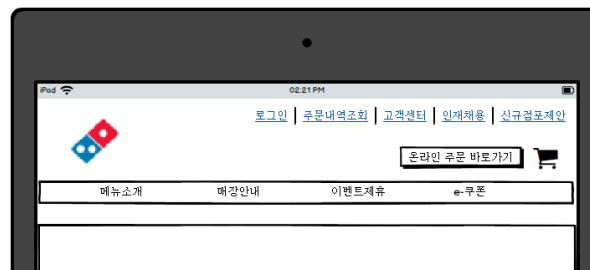 iPad 02:21 PM
로그인 주문내역조회 고객센터 인재채용 신규점포제안
온라인 주문 바로가기
메뉴소개 매장안내 이벤트제휴 e-쿠폰